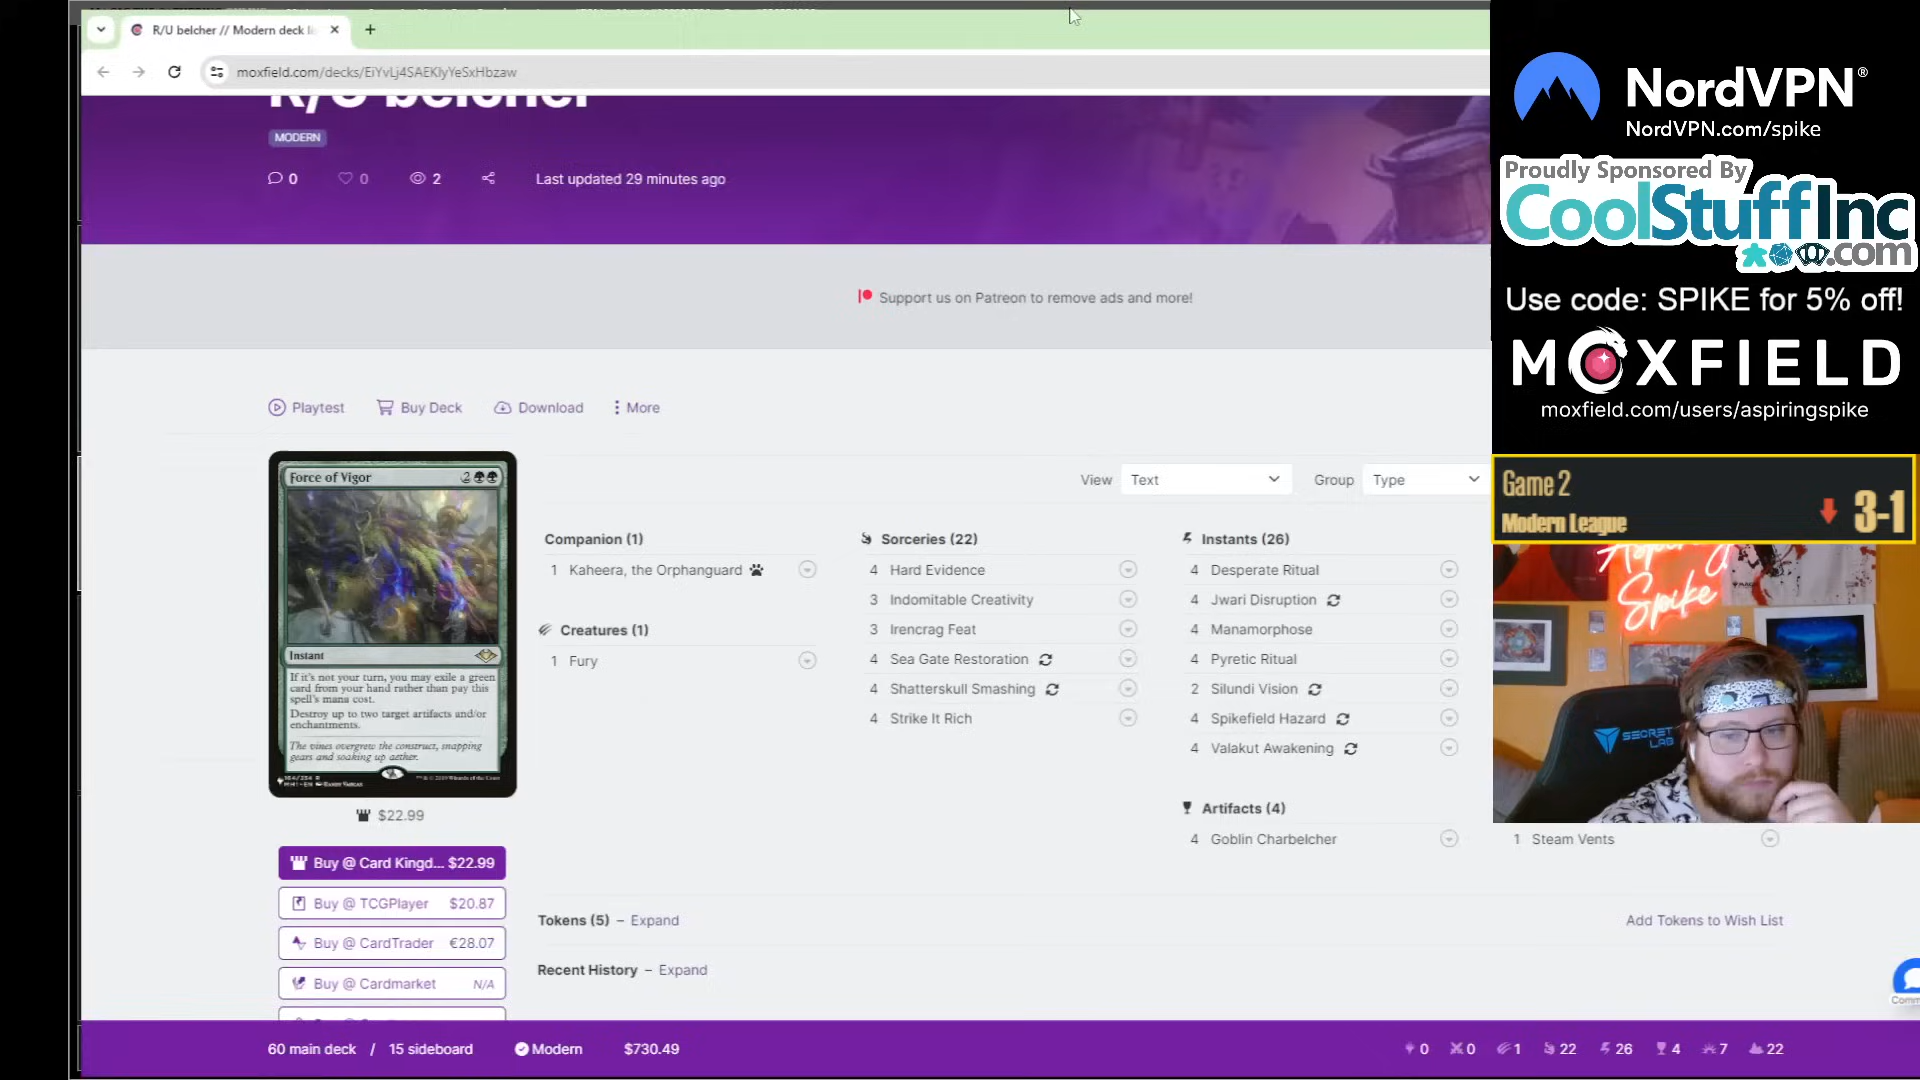 R/U belcher // Modern deck li
moxfield.com/decks/EiYvLj4SAEKlyYeSxHbzaw
R/U belcher
MODERN
0
0
2
Last updated 29 minutes ago
Support us on Patreon to remove ads and more!
Playtest
Buy Deck
Download
More
View
Text
Group
Type
Force of Vigor
2
Instant
If it's not your turn, you may exile a green
card from your hand rather than pay this
spell's mana cost.
Destroy up to two target artifacts and/or
enchantments.
The vines overgrew the construct, snapping
gears and soaking up aether.
$22.99
Buy @ Card Kingd... $22.99
Buy @ TCGPlayer $20.87
Buy @ CardTrader €28.07
Buy @ Cardmarket N/A
Companion (1)
1 Kaheera, the Orphanguard
Creatures (1)
1 Fury
Sorceries (22)
4 Hard Evidence
3 Indomitable Creativity
3 Irencrag Feat
4 Sea Gate Restoration
4 Shatterskull Smashing
4 Strike It Rich
Instants (26)
4 Desperate Ritual
4 Jwari Disruption
4 Manamorphose
4 Pyretic Ritual
2 Silundi Vision
4 Spikefield Hazard
4 Valakut Awakening
Artifacts (4)
4 Goblin Charbelcher
1 Steam Vents
Tokens (5) – Expand
Add Tokens to Wish List
Recent History – Expand
Comm
60 main deck / 15 sideboard
Modern
$730.49
0
0
1
22
26
4
7
22
NordVPN®
NordVPN.com/spike
Proudly Sponsored By
CoolStuffInc
.com
Use code: SPIKE for 5% off!
MOXFIELD
moxfield.com/users/aspiringspike
Game 2
Modern League
3-1
Aspiring
Spike
SECRET
LAB